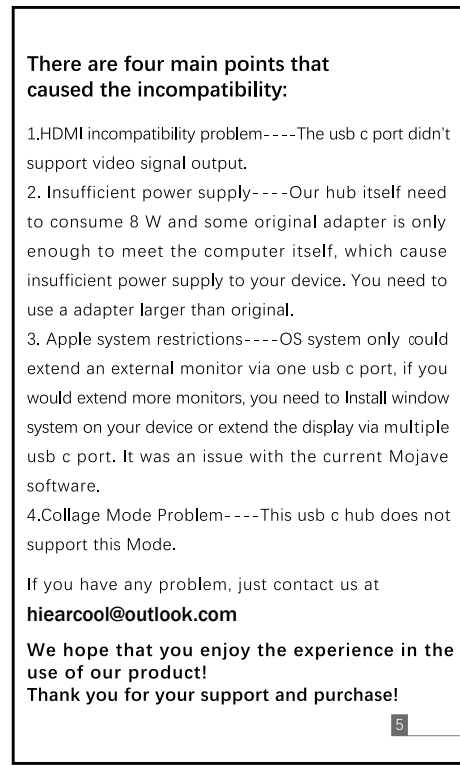 There are four main points that
caused the incompatibility:
1.HDMI incompatibility problem----The usb c port didn't
support video signal output.
2. Insufficient power supply----Our hub itself need
to consume 8 W and some original adapter is only
enough to meet the computer itself, which cause
insufficient power supply to your device. You need to
use a adapter larger than original.
3. Apple system restrictions----OS system only could
extend an external monitor via one usb c port, if you
would extend more monitors, you need to Install window
system on your device or extend the display via multiple
usb c port. It was an issue with the current Mojave
software.
4.Collage Mode Problem----This usb c hub does not
support this Mode.
If you have any problem, just contact us at
hiearcool@outlook.com
We hope that you enjoy the experience in the
use of our product!
Thank you for your support and purchase!
5